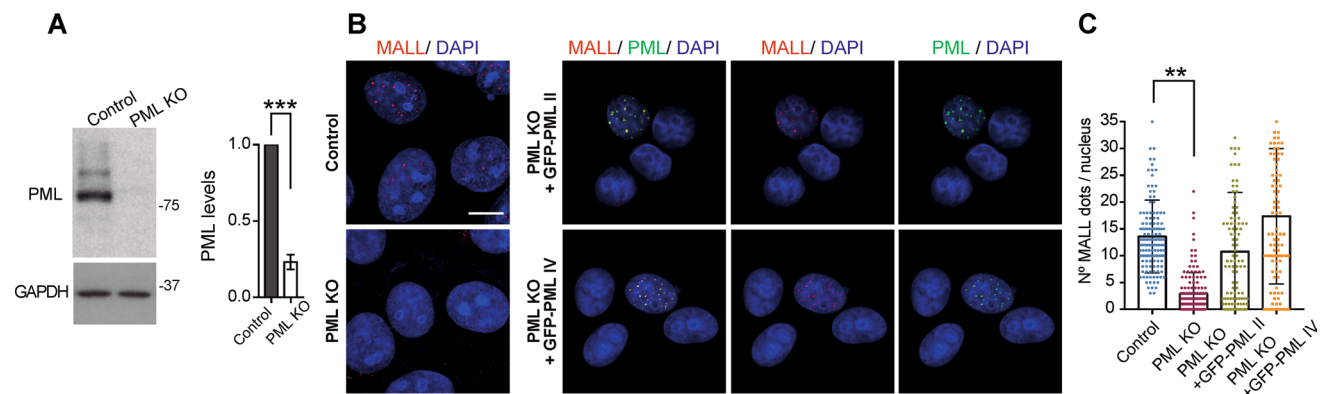 A
Control
PML KO
PML
-75
GAPDH
-37
***
PML levels
1.0
0.5
0.0
Control
PML KO
B
MALL/ DAPI
Control
PML KO
MALL/ PML/ DAPI
MALL/ DAPI
PML / DAPI
PML KO
+ GFP-PML II
PML KO
+ GFP-PML IV
C
**
Nº MALL dots / nucleus
35
30
25
20
15
10
5
0
Control
PML KO
PML KO
+GFP-PML II
PML KO
+GFP-PML IV